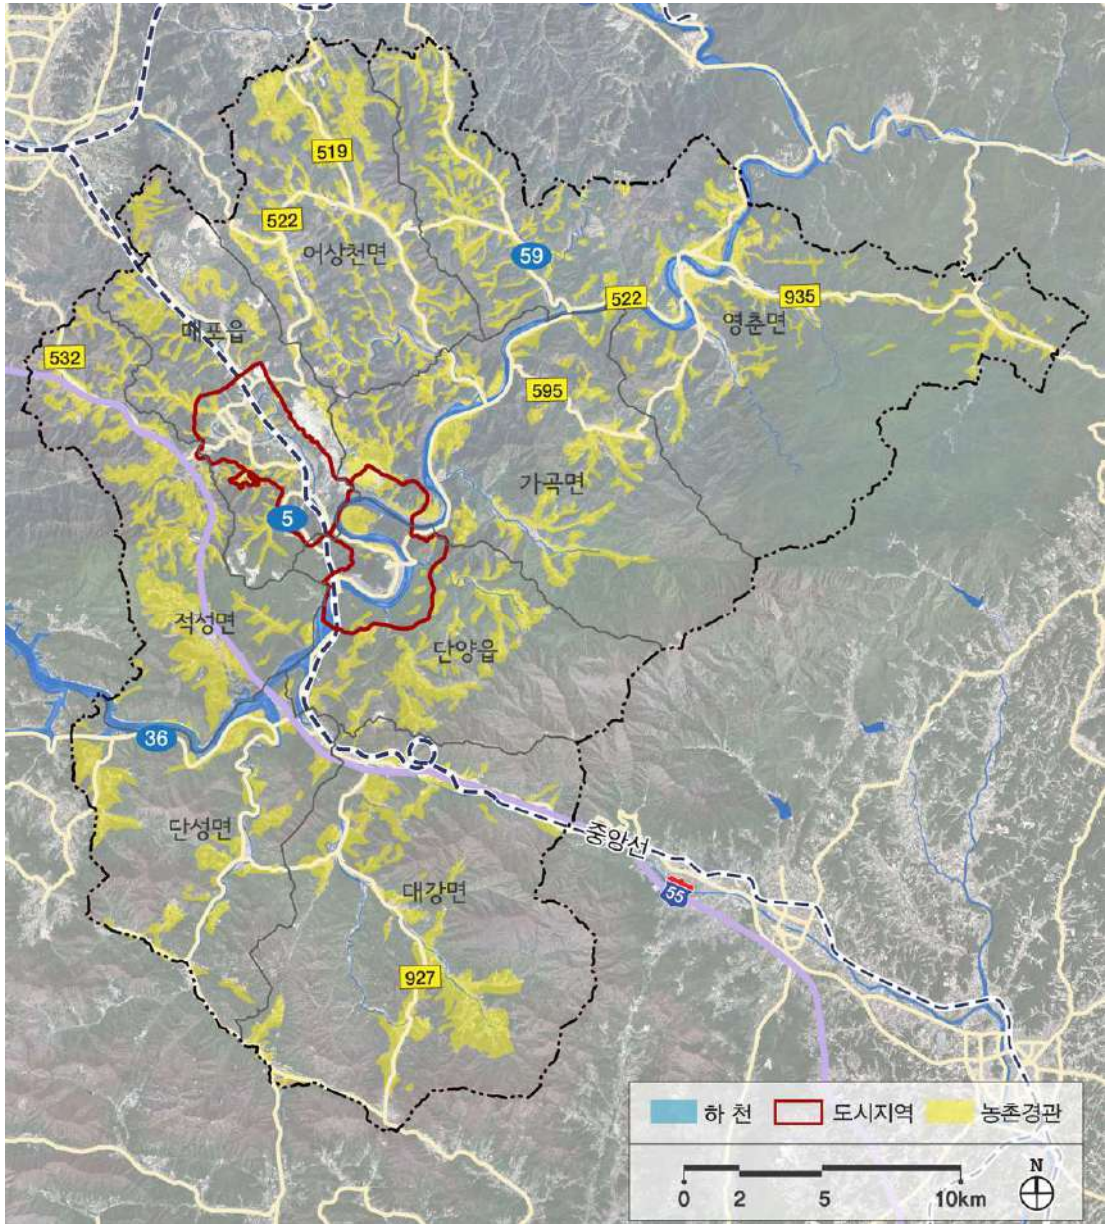 519
522
어상천면
59
522
935
영춘면
매포읍
532
595
가곡면
5
적성면
단양읍
36
단성면
중앙선
55
대강면
927
하 천 도시지역 농촌경관
N
0 2 5 10km